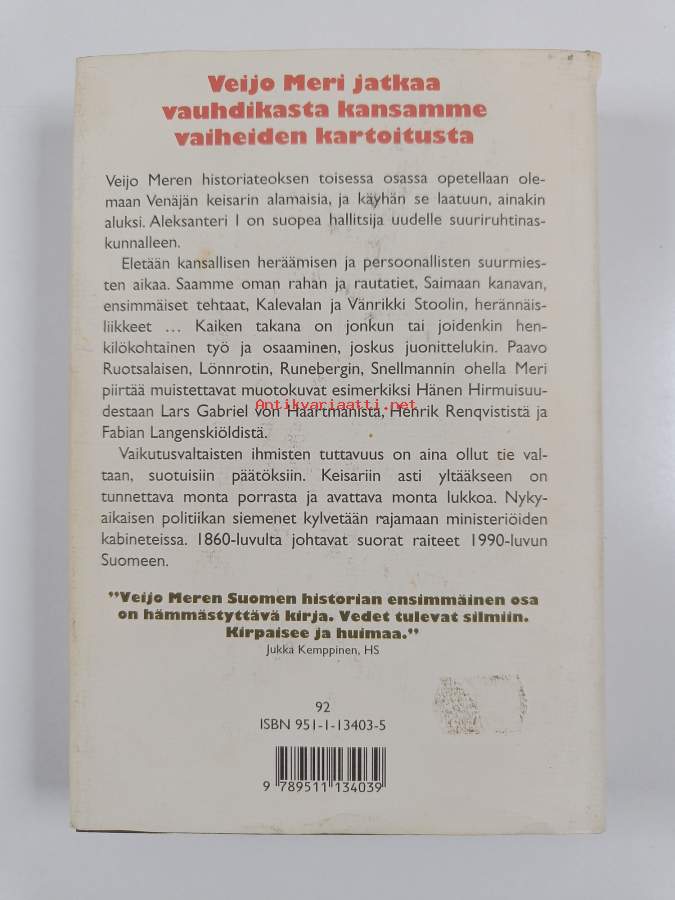 Veijo Meri jatkaa
vauhdikasta kansamme
vaiheiden kartoitusta
Veijo Meren historiateoksen toisessa osassa opetellaan ole-
maan Venäjän keisarin alamaisia, ja käyhän se laatuun, ainakin
aluksi. Aleksanteri I on suopea hallitsija uudelle suuriruhtinas-
kunnalleen.
Eletään kansallisen heräämisen ja persoonallisten suurmies-
ten aikaa. Saamme oman rahan ja rautatiet, Saimaan kanavan,
ensimmäiset tehtaat, Kalevalan ja Vänrikki Stoolin, herännäis-
liikkeet ... Kaiken takana on jonkun tai joidenkin hen-
kilökohtainen työ ja osaaminen, joskus juonittelukin. Paavo
Ruotsalaisen, Lönnrotin, Runebergin, Snellmannin ohella Meri
piirtää muistettavat muotokuvat esimerkiksi Hänen Hirmuisuu-
Antikvariaatti.net
destaan Lars Gabriel von Haartmanista, Henrik Renqvististä ja
Fabian Langenskiöldistä.
Vaikutusvaltaisten ihmisten tuttavuus on aina ollut tie val-
taan, suotuisiin päätöksiin. Keisariin asti yltääkseen on
tunnettava monta porrasta ja avattava monta lukkoa. Nyky-
aikaisen politiikan siemenet kylvetään rajamaan ministeriöiden
kabineteissa. 1860-luvulta johtavat suorat raiteet 1990-luvun
Suomeen.
"Veijo Meren Suomen historian ensimmäinen osa
on hämmästyttävä kirja. Vedet tulevat silmiin.
Kirpaisee ja huimaa."
Jukka Kemppinen, HS
92
ISBN 951-1-13403-5
9 789511 134039